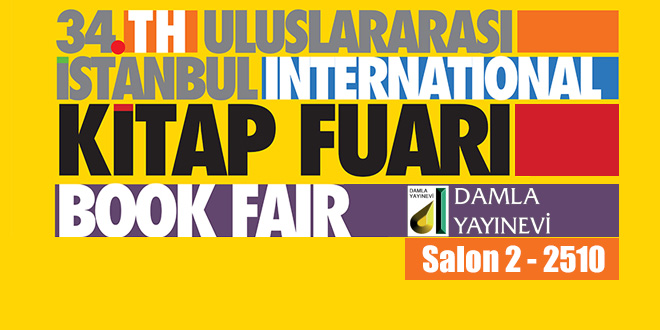 34.TH ULUSLARARASI
İSTANBUL INTERNATIONAL
KİTAP FUARI
BOOK FAIR
DAMLA
YAYINEVİ
DAMLA
YAYINEVİ
Salon 2 - 2510